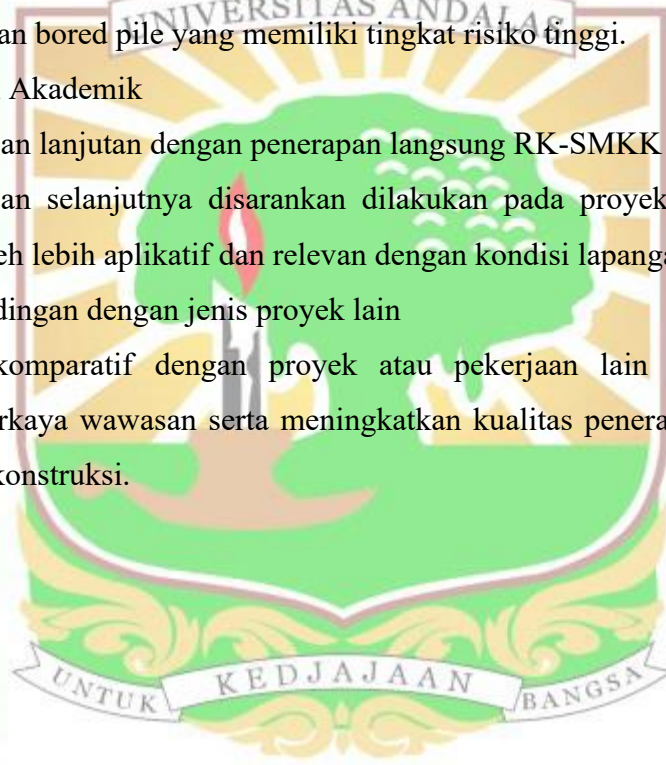 UNIVERSITAS ANDALAS
an bored pile yang memiliki tingkat risiko tinggi.
Akademik
an lanjutan dengan penerapan langsung RK-SMKK
an selanjutnya disarankan dilakukan pada proyek
eh lebih aplikatif dan relevan dengan kondisi lapanga
dingan dengan jenis proyek lain
komparatif dengan proyek atau pekerjaan lain
rkaya wawasan serta meningkatkan kualitas penera
konstruksi.
UNTUK KEDJAJAAN BANGSA